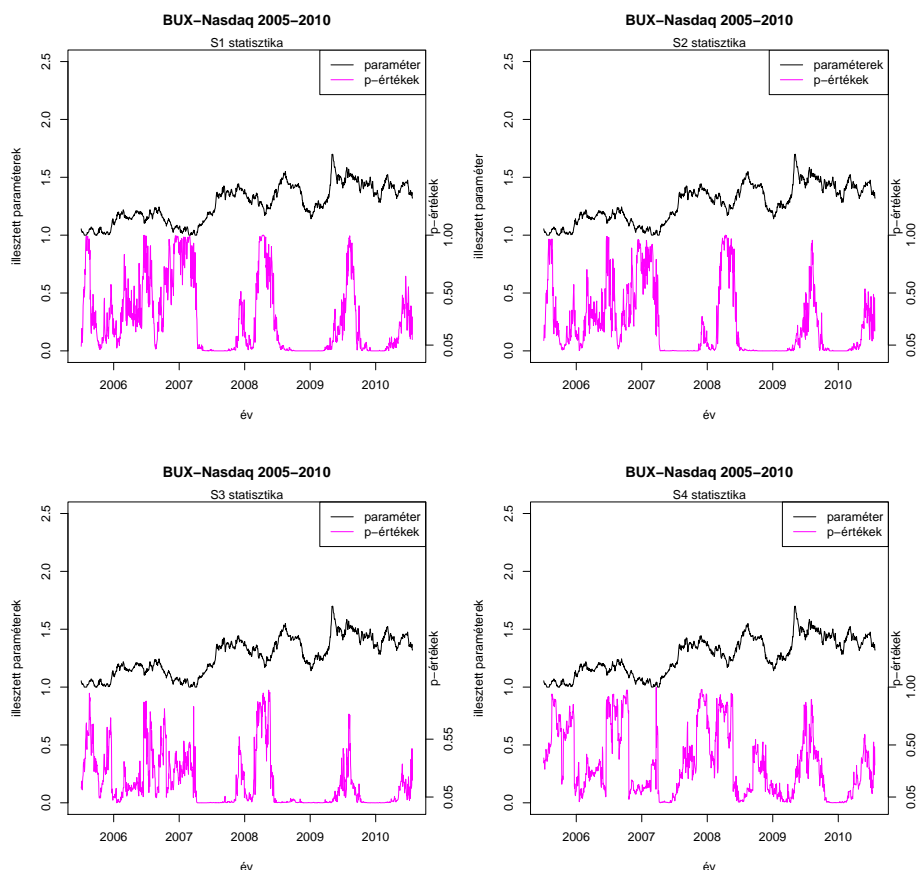 BUX−Nasdaq 2005−2010
S1 statisztika
paraméter
p−értékek
illesztett paraméterek
0.0
0.5
1.0
1.5
2.0
2.5
p−értékek
0.05
0.50
1.00
2006
2007
2008
2009
2010
év
BUX−Nasdaq 2005−2010
S2 statisztika
paraméterek
p−értékek
illesztett paraméter
0.0
0.5
1.0
1.5
2.0
2.5
p−értékek
0.05
0.50
1.00
2006
2007
2008
2009
2010
év
BUX−Nasdaq 2005−2010
S3 statisztika
paraméter
p−értékek
illesztett paraméterek
0.0
0.5
1.0
1.5
2.0
2.5
p−értékek
0.05
0.55
2006
2007
2008
2009
2010
év
BUX−Nasdaq 2005−2010
S4 statisztika
paraméter
p−értékek
illesztett paraméterek
0.0
0.5
1.0
1.5
2.0
2.5
p−értékek
0.05
0.50
1.00
2006
2007
2008
2009
2010
év